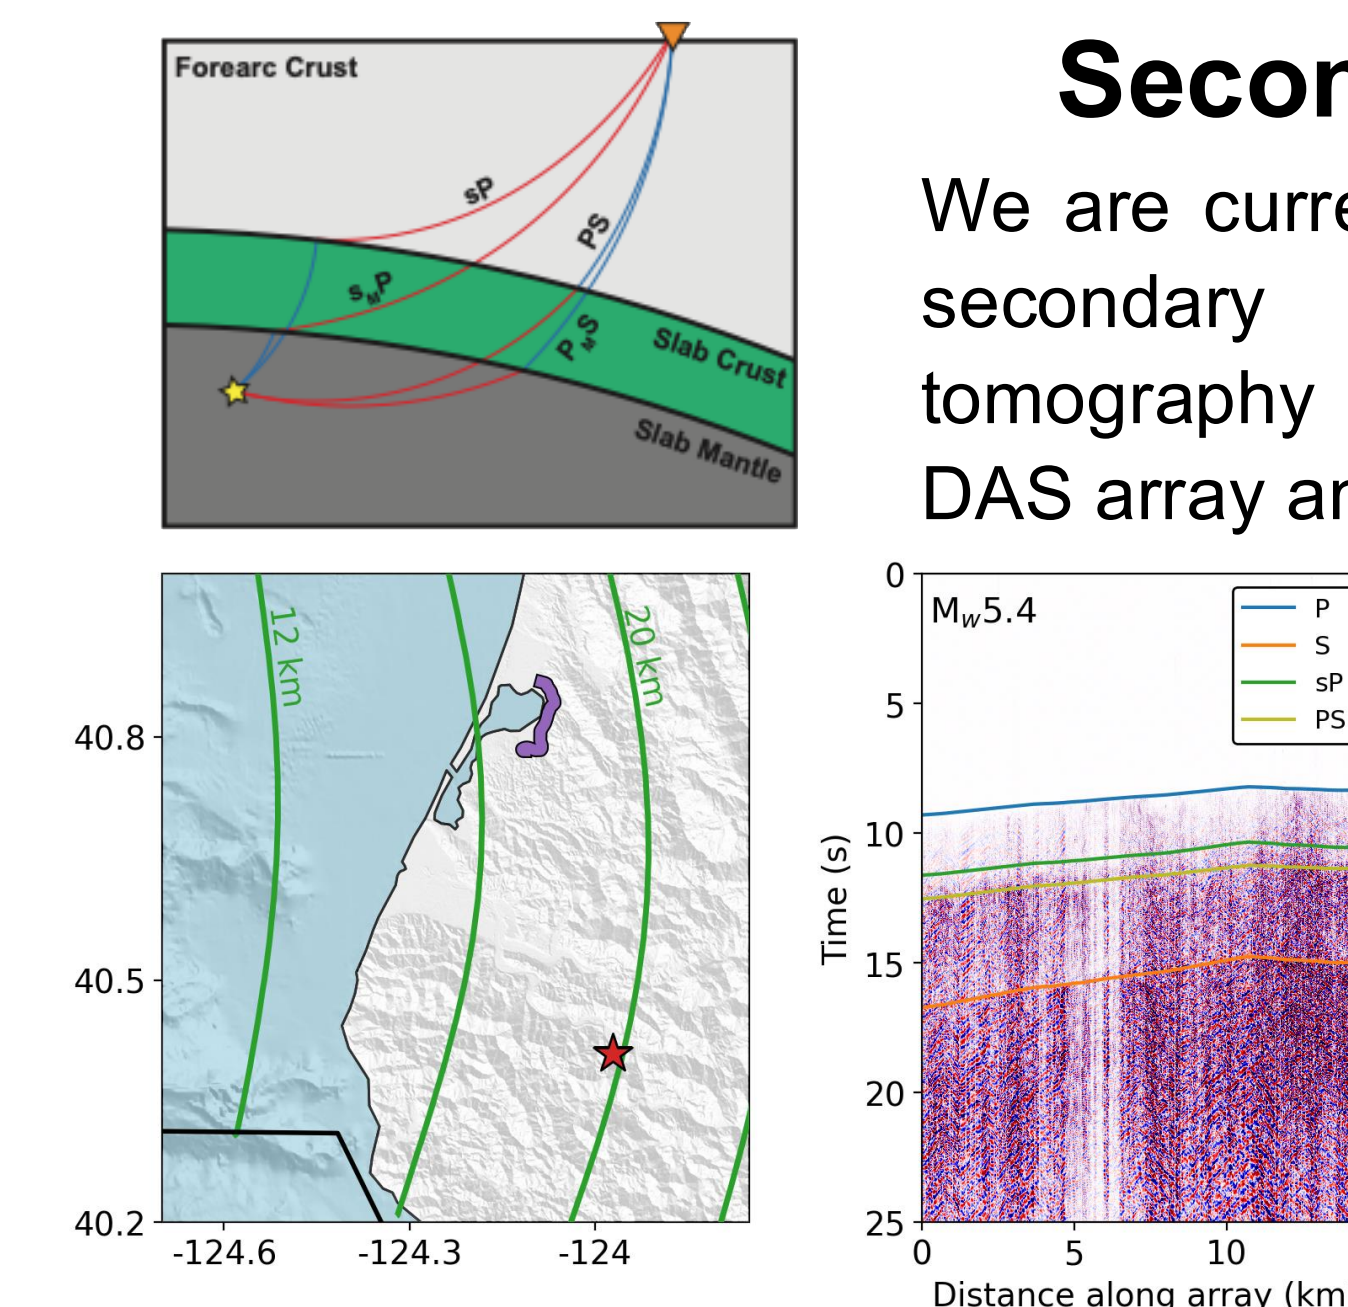 Forearc Crust
sP
PS
sMP
PMS
Slab Crust
Slab Mantle
We are curre
secondary
tomography
DAS array ar
12 km
20 km
40.8
40.5
40.2
-124.6
-124.3
-124
Mw5.4
P
S
sP
PS
0
5
10
15
20
25
Time (s)
0
5
10
Distance along array (km